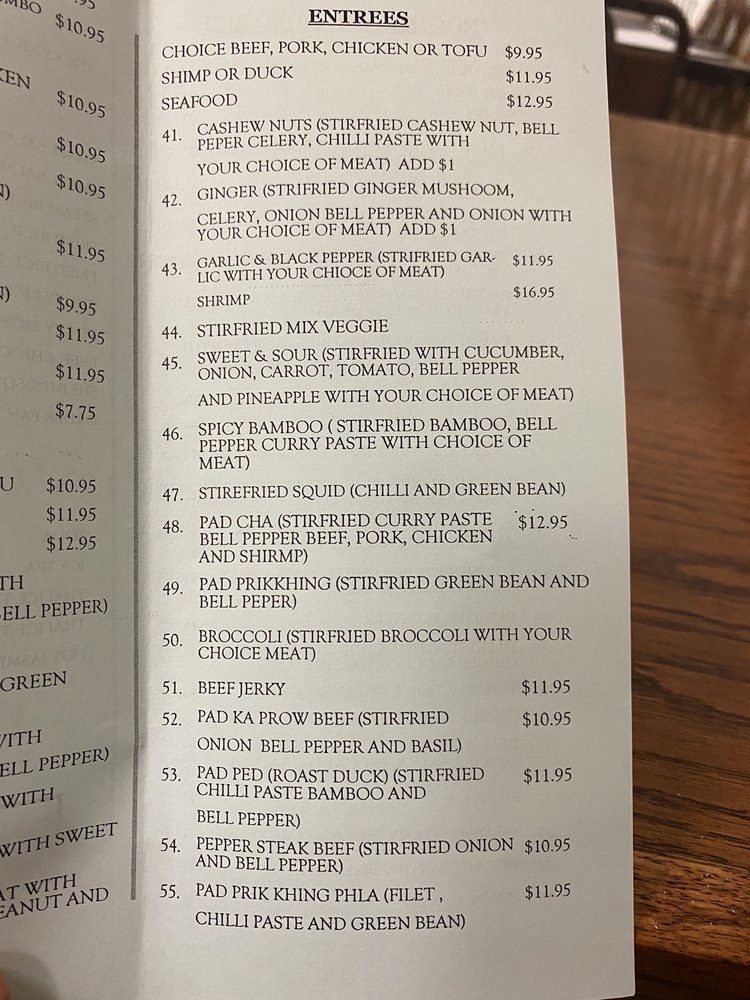 MBO $10.95
KEN
$10.95
$10.95
$10.95
$11.95
$9.95
$11.95
$11.95
$7.75
U $10.95
$11.95
$12.95
TH
BELL PEPPER)
GREEN
WITH
ELL PEPPER)
WITH
WITH SWEET
AT WITH
EANUT AND
ENTREES
CHOICE BEEF, PORK, CHICKEN OR TOFU $9.95
SHIMP OR DUCK $11.95
SEAFOOD $12.95
41. CASHEW NUTS (STIRFRIED CASHEW NUT, BELL
PEPER CELERY, CHILLI PASTE WITH
YOUR CHOICE OF MEAT) ADD $1
42. GINGER (STRIFRIED GINGER MUSHOOM,
CELERY, ONION BELL PEPPER AND ONION WITH
YOUR CHOICE OF MEAT) ADD $1
43. GARLIC & BLACK PEPPER (STRIFRIED GAR- $11.95
LIC WITH YOUR CHIOCE OF MEAT)
SHRIMP $16.95
44. STIRFRIED MIX VEGGIE
45. SWEET & SOUR (STIRFRIED WITH CUCUMBER,
ONION, CARROT, TOMATO, BELL PEPPER
AND PINEAPPLE WITH YOUR CHOICE OF MEAT)
46. SPICY BAMBOO ( STIRFRIED BAMBOO, BELL
PEPPER CURRY PASTE WITH CHOICE OF
MEAT)
47. STIREFRIED SQUID (CHILLI AND GREEN BEAN)
48. PAD CHA (STIRFRIED CURRY PASTE $12.95
BELL PEPPER BEEF, PORK, CHICKEN
AND SHIRMP)
49. PAD PRIKKHING (STIRFRIED GREEN BEAN AND
BELL PEPER)
50. BROCCOLI (STIRFRIED BROCCOLI WITH YOUR
CHOICE MEAT)
51. BEEF JERKY $11.95
52. PAD KA PROW BEEF (STIRFRIED $10.95
ONION BELL PEPPER AND BASIL)
53. PAD PED (ROAST DUCK) (STIRFRIED $11.95
CHILLI PASTE BAMBOO AND
BELL PEPPER)
54. PEPPER STEAK BEEF (STIRFRIED ONION $10.95
AND BELL PEPPER)
55. PAD PRIK KHING PHLA (FILET , $11.95
CHILLI PASTE AND GREEN BEAN)